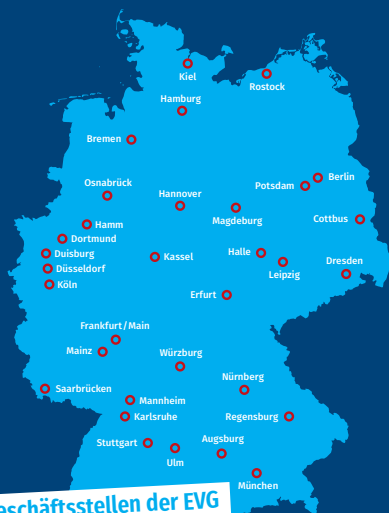 Kiel
Rostock
Hamburg
Bremen
Osnabrück
Hannover
Potsdam
Berlin
Magdeburg
Cottbus
Hamm
Dortmund
Duisburg
Düsseldorf
Köln
Kassel
Halle
Leipzig
Dresden
Erfurt
Frankfurt/Main
Mainz
Würzburg
Saarbrücken
Mannheim
Karlsruhe
Nürnberg
Regensburg
Stuttgart
Ulm
Augsburg
München
eschäftsstellen der EVG